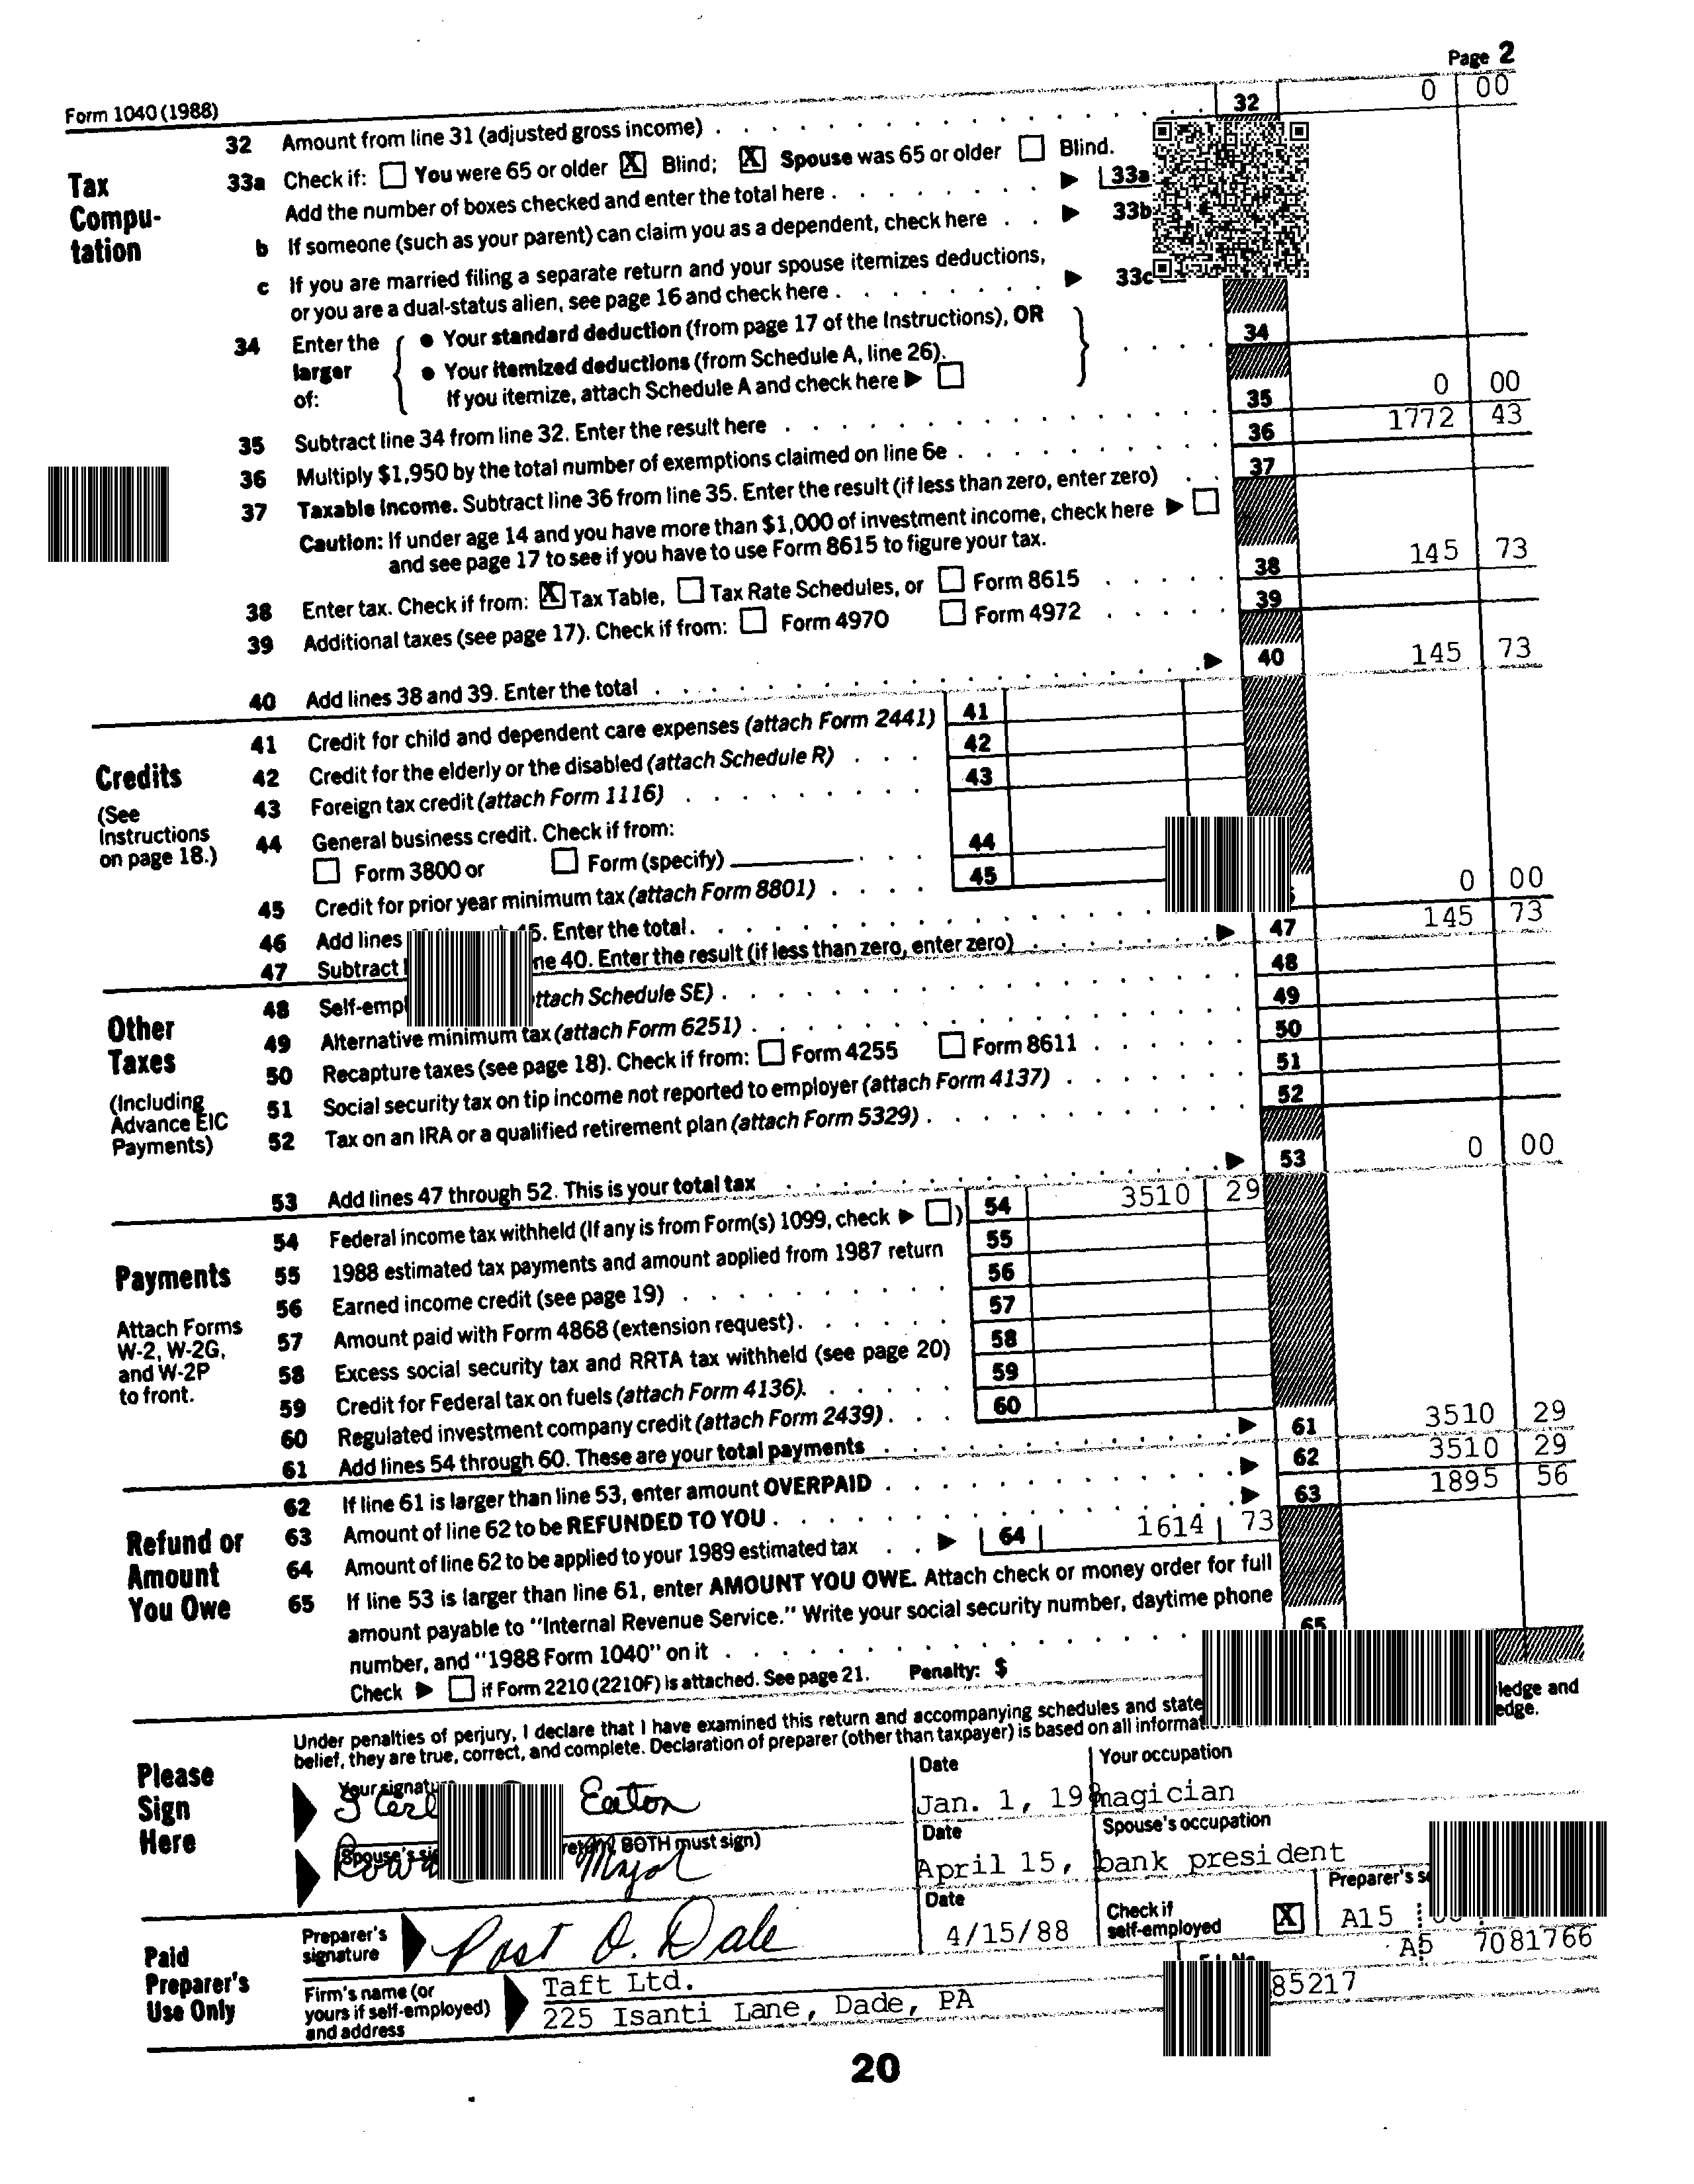 Page 2
Form 1040 (1988)
32 Amount from line 31 (adjusted gross income) 32 0 00
Tax Compu-tation
33a Check if: You were 65 or older X Blind; X Spouse was 65 or older Blind.
Add the number of boxes checked and enter the total here 33a
b If someone (such as your parent) can claim you as a dependent, check here 33b
c If you are married filing a separate return and your spouse itemizes deductions,
or you are a dual-status alien, see page 16 and check here 33c
34 Enter the larger of: { • Your standard deduction (from page 17 of the Instructions), OR } 34
• Your itemized deductions (from Schedule A, line 26).
If you itemize, attach Schedule A and check here
35 Subtract line 34 from line 32. Enter the result here 35 0 00
36 Multiply $1,950 by the total number of exemptions claimed on line 6e 36 1772 43
37 Taxable income. Subtract line 36 from line 35. Enter the result (if less than zero, enter zero) 37
Caution: If under age 14 and you have more than $1,000 of investment income, check here
and see page 17 to see if you have to use Form 8615 to figure your tax.
38 Enter tax. Check if from: X Tax Table, Tax Rate Schedules, or Form 8615 38 145 73
39 Additional taxes (see page 17). Check if from: Form 4970 Form 4972 39
40 Add lines 38 and 39. Enter the total 40 145 73
Credits
(See Instructions on page 18.)
41 Credit for child and dependent care expenses (attach Form 2441) 41
42 Credit for the elderly or the disabled (attach Schedule R) 42
43 Foreign tax credit (attach Form 1116) 43
44 General business credit. Check if from:
Form 3800 or Form (specify) 44
45 Credit for prior year minimum tax (attach Form 8801) 45
46 Add lines 45. Enter the total. 0 00
47 Subtract line 40. Enter the result (if less than zero, enter zero) 47 145 73
Other Taxes
(Including Advance EIC Payments)
48 Self-empl attach Schedule SE) 48
49 Alternative minimum tax (attach Form 6251) 49
50 Recapture taxes (see page 18). Check if from: Form 4255 Form 8611 50
51 Social security tax on tip income not reported to employer (attach Form 4137) 51
52 Tax on an IRA or a qualified retirement plan (attach Form 5329) 52
53 Add lines 47 through 52. This is your total tax 53 0 00
Payments
Attach Forms W-2, W-2G, and W-2P to front.
54 Federal income tax withheld (If any is from Form(s) 1099, check ) 54 3510 29
55 1988 estimated tax payments and amount applied from 1987 return 55
56 Earned income credit (see page 19) 56
57 Amount paid with Form 4868 (extension request). 57
58 Excess social security tax and RRTA tax withheld (see page 20) 58
59 Credit for Federal tax on fuels (attach Form 4136). 59
60 Regulated investment company credit (attach Form 2439) 60
61 Add lines 54 through 60. These are your total payments 61 3510 29
Refund or Amount You Owe
62 If line 61 is larger than line 53, enter amount OVERPAID 62 3510 29
63 Amount of line 62 to be REFUNDED TO YOU 63 1895 56
64 Amount of line 62 to be applied to your 1989 estimated tax 64 1614 73
65 If line 53 is larger than line 61, enter AMOUNT YOU OWE. Attach check or money order for full
amount payable to "Internal Revenue Service." Write your social security number, daytime phone
number, and "1988 Form 1040" on it 65
Check if Form 2210 (2210F) is attached. See page 21. Penalty: $
Please Sign Here
Under penalties of perjury, I declare that I have examined this return and accompanying schedules and state ledge and
belief, they are true, correct, and complete. Declaration of preparer (other than taxpayer) is based on all informat edge.
Your signature Eaton Date Jan. 1, 19 Your occupation magician
Spouse's BOTH must sign) Major Date April 15, Spouse's occupation bank president
Paid Preparer's Use Only
Preparer's signature Post O. Dale Date 4/15/88 Check if self-employed X Preparer's A15
A5 7081766
Firm's name (or yours if self-employed) and address Taft Ltd. 85217
225 Isanti Lane, Dade, PA
20